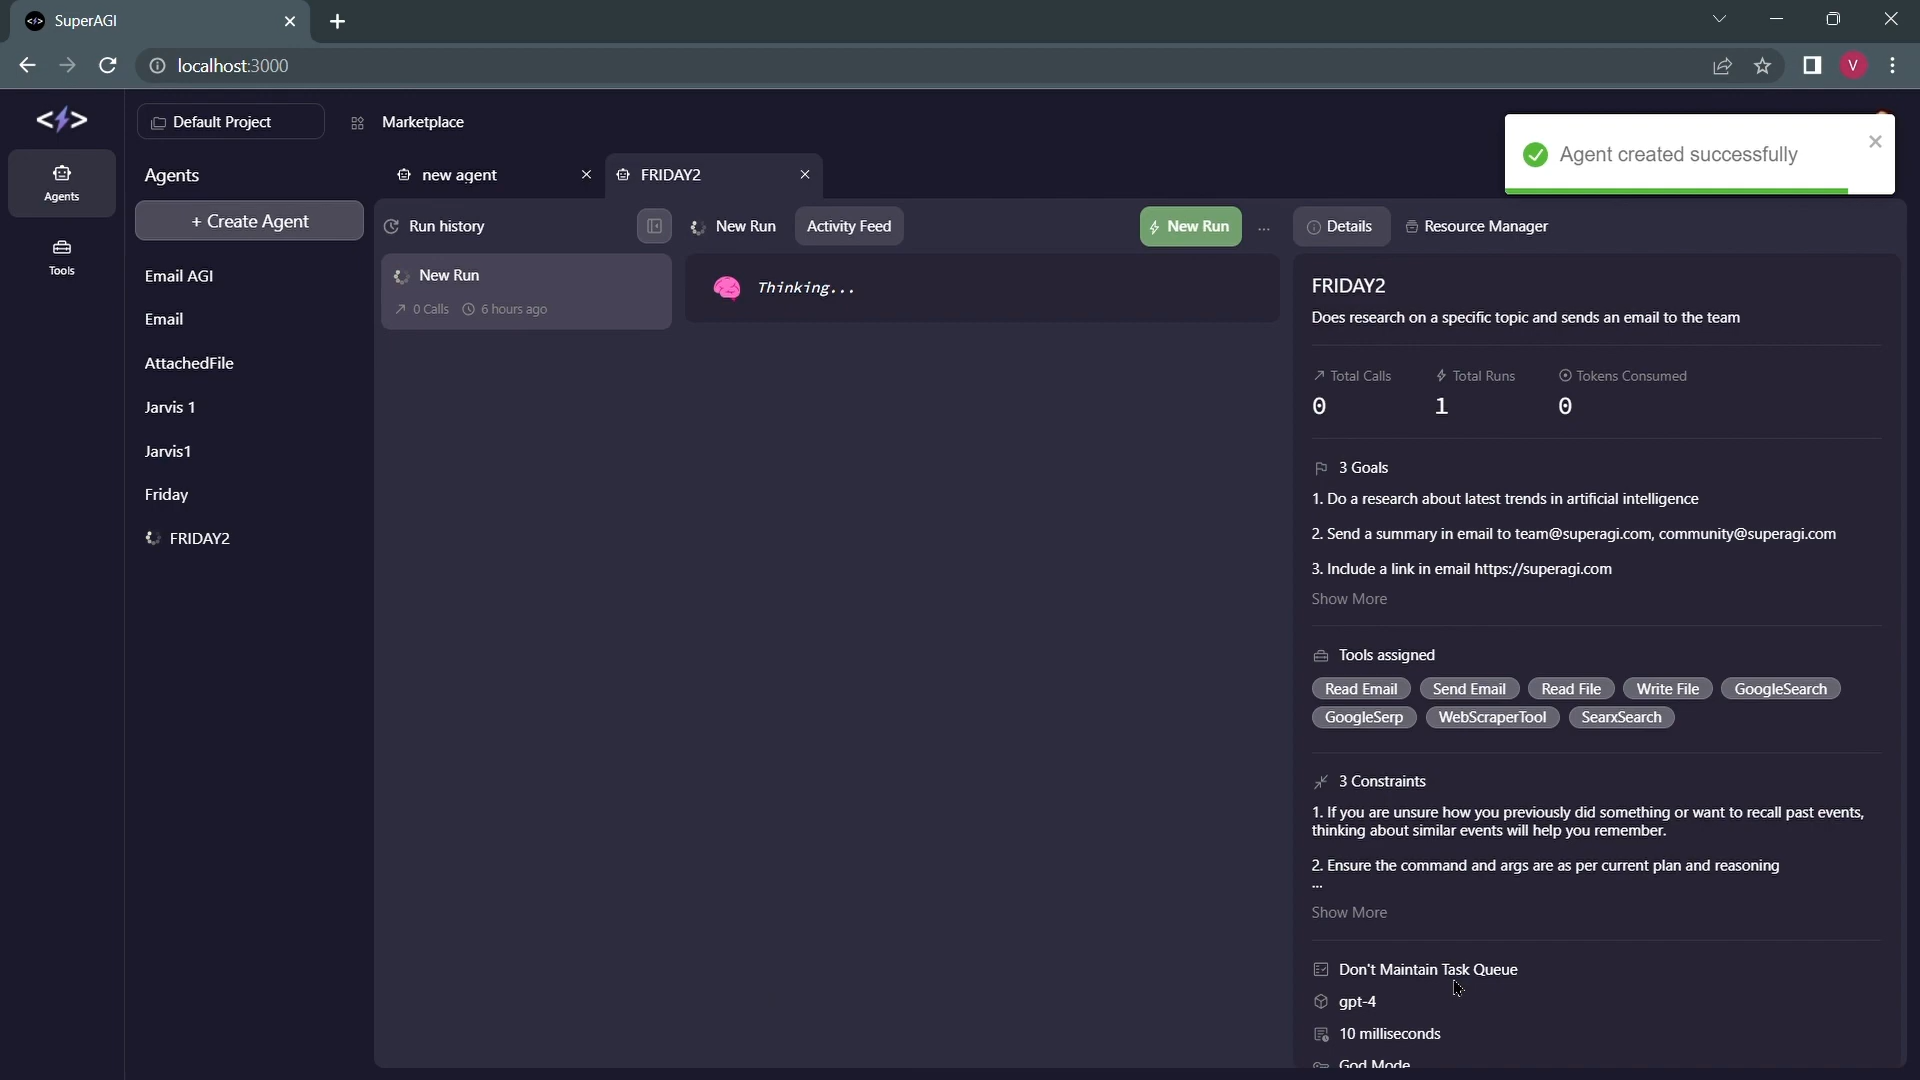 SuperAGI
localhost:3000
V
Default Project
Marketplace
Agent created successfully
Agents
Tools
Agents
+ Create Agent
Email AGI
Email
AttachedFile
Jarvis 1
Jarvis1
Friday
FRIDAY2
new agent
FRIDAY2
Run history
New Run
0 Calls 6 hours ago
New Run
Activity Feed
New Run
...
Thinking...
Details
Resource Manager
FRIDAY2
Does research on a specific topic and sends an email to the team
Total Calls Total Runs Tokens Consumed
0 1 0
3 Goals
1. Do a research about latest trends in artificial intelligence
2. Send a summary in email to team@superagi.com, community@superagi.com
3. Include a link in email https://superagi.com
Show More
Tools assigned
Read Email Send Email Read File Write File GoogleSearch
GoogleSerp WebScraperTool SearxSearch
3 Constraints
1. If you are unsure how you previously did something or want to recall past events,
thinking about similar events will help you remember.
2. Ensure the command and args are as per current plan and reasoning
...
Show More
Don't Maintain Task Queue
gpt-4
10 milliseconds
God Mode